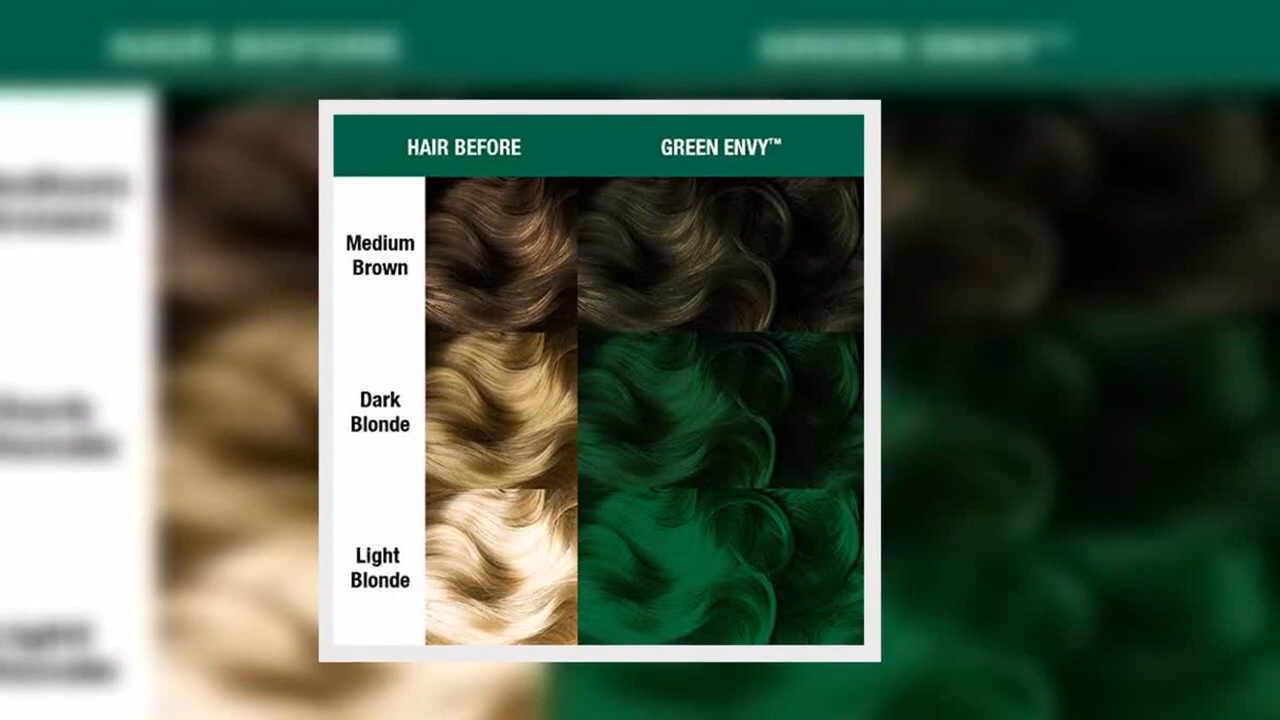 HAIR BEFORE
GREEN ENVY™
Medium
Brown
Dark
Blonde
Light
Blonde